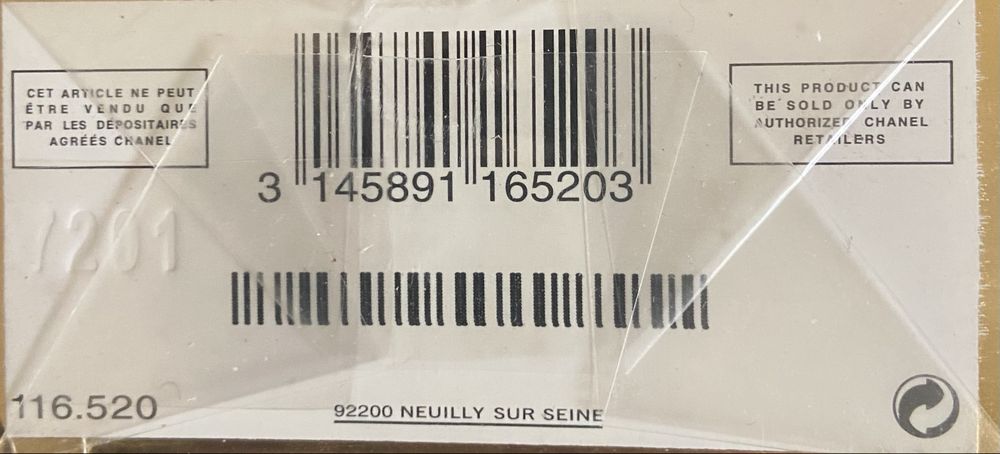 CET ARTICLE NE PEUT
ÊTRE VENDU QUE
PAR LES DÉPOSITAIRES
AGRÉÉS CHANEL
THIS PRODUCT CAN
BE SOLD ONLY BY
AUTHORIZED CHANEL
RETAILERS
3 145891 165203
7201
116.520
92200 NEUILLY SUR SEINE